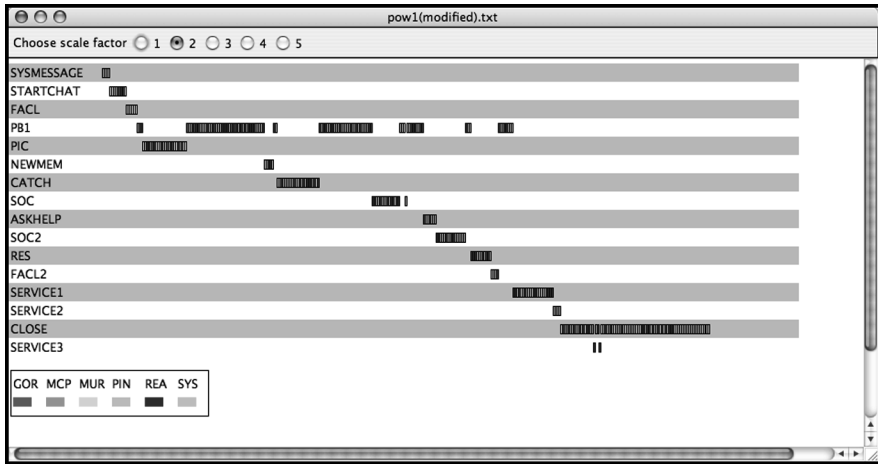 pow1(modified).txt
Choose scale factor 1 2 3 4 5
SYSMESSAGE
STARTCHAT
FACL
PB1
PIC
NEWMEM
CATCH
SOC
ASKHELP
SOC2
RES
FACL2
SERVICE1
SERVICE2
CLOSE
SERVICE3
GOR MCP MUR PIN REA SYS